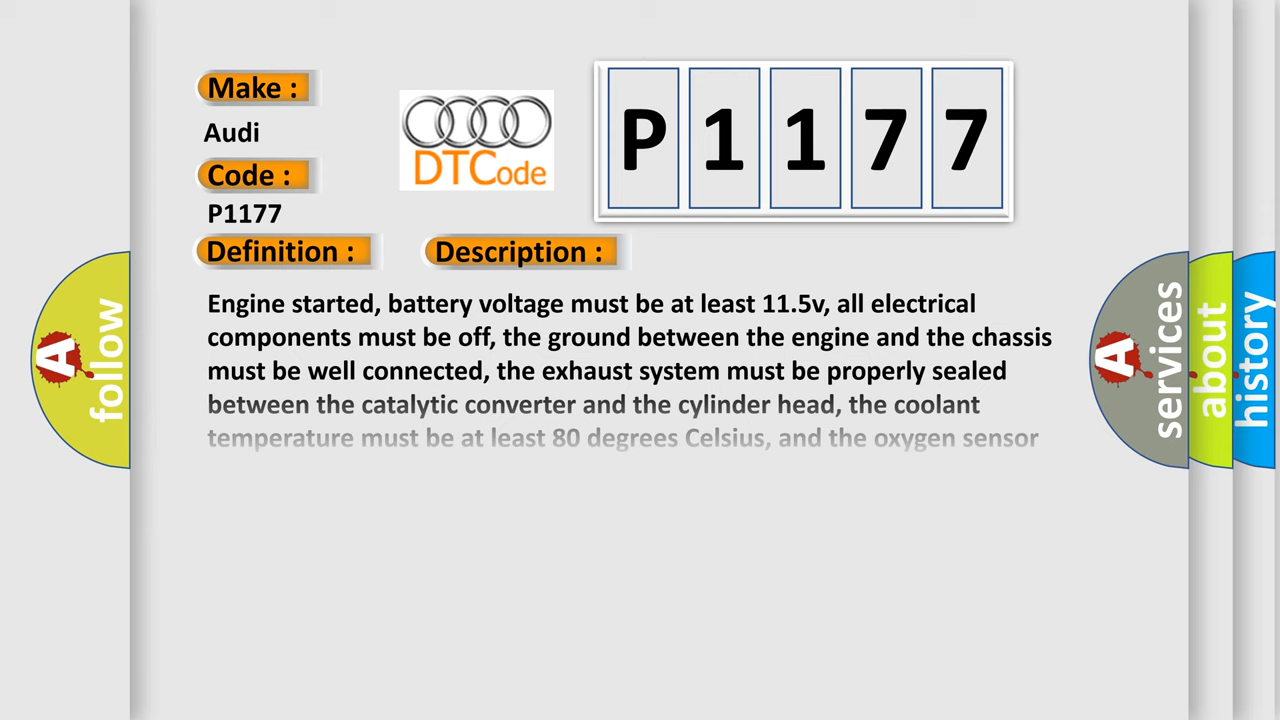 Make :
Audi
Code :
P1177
Definition :
Description :
DTCode
P 1 1 7 7
Engine started, battery voltage must be at least 11.5v, all electrical
components must be off, the ground between the engine and the chassis
must be well connected, the exhaust system must be properly sealed
between the catalytic converter and the cylinder head, the coolant
temperature must be at least 80 degrees Celsius, and the oxygen sensor
A follow
A services
about
history